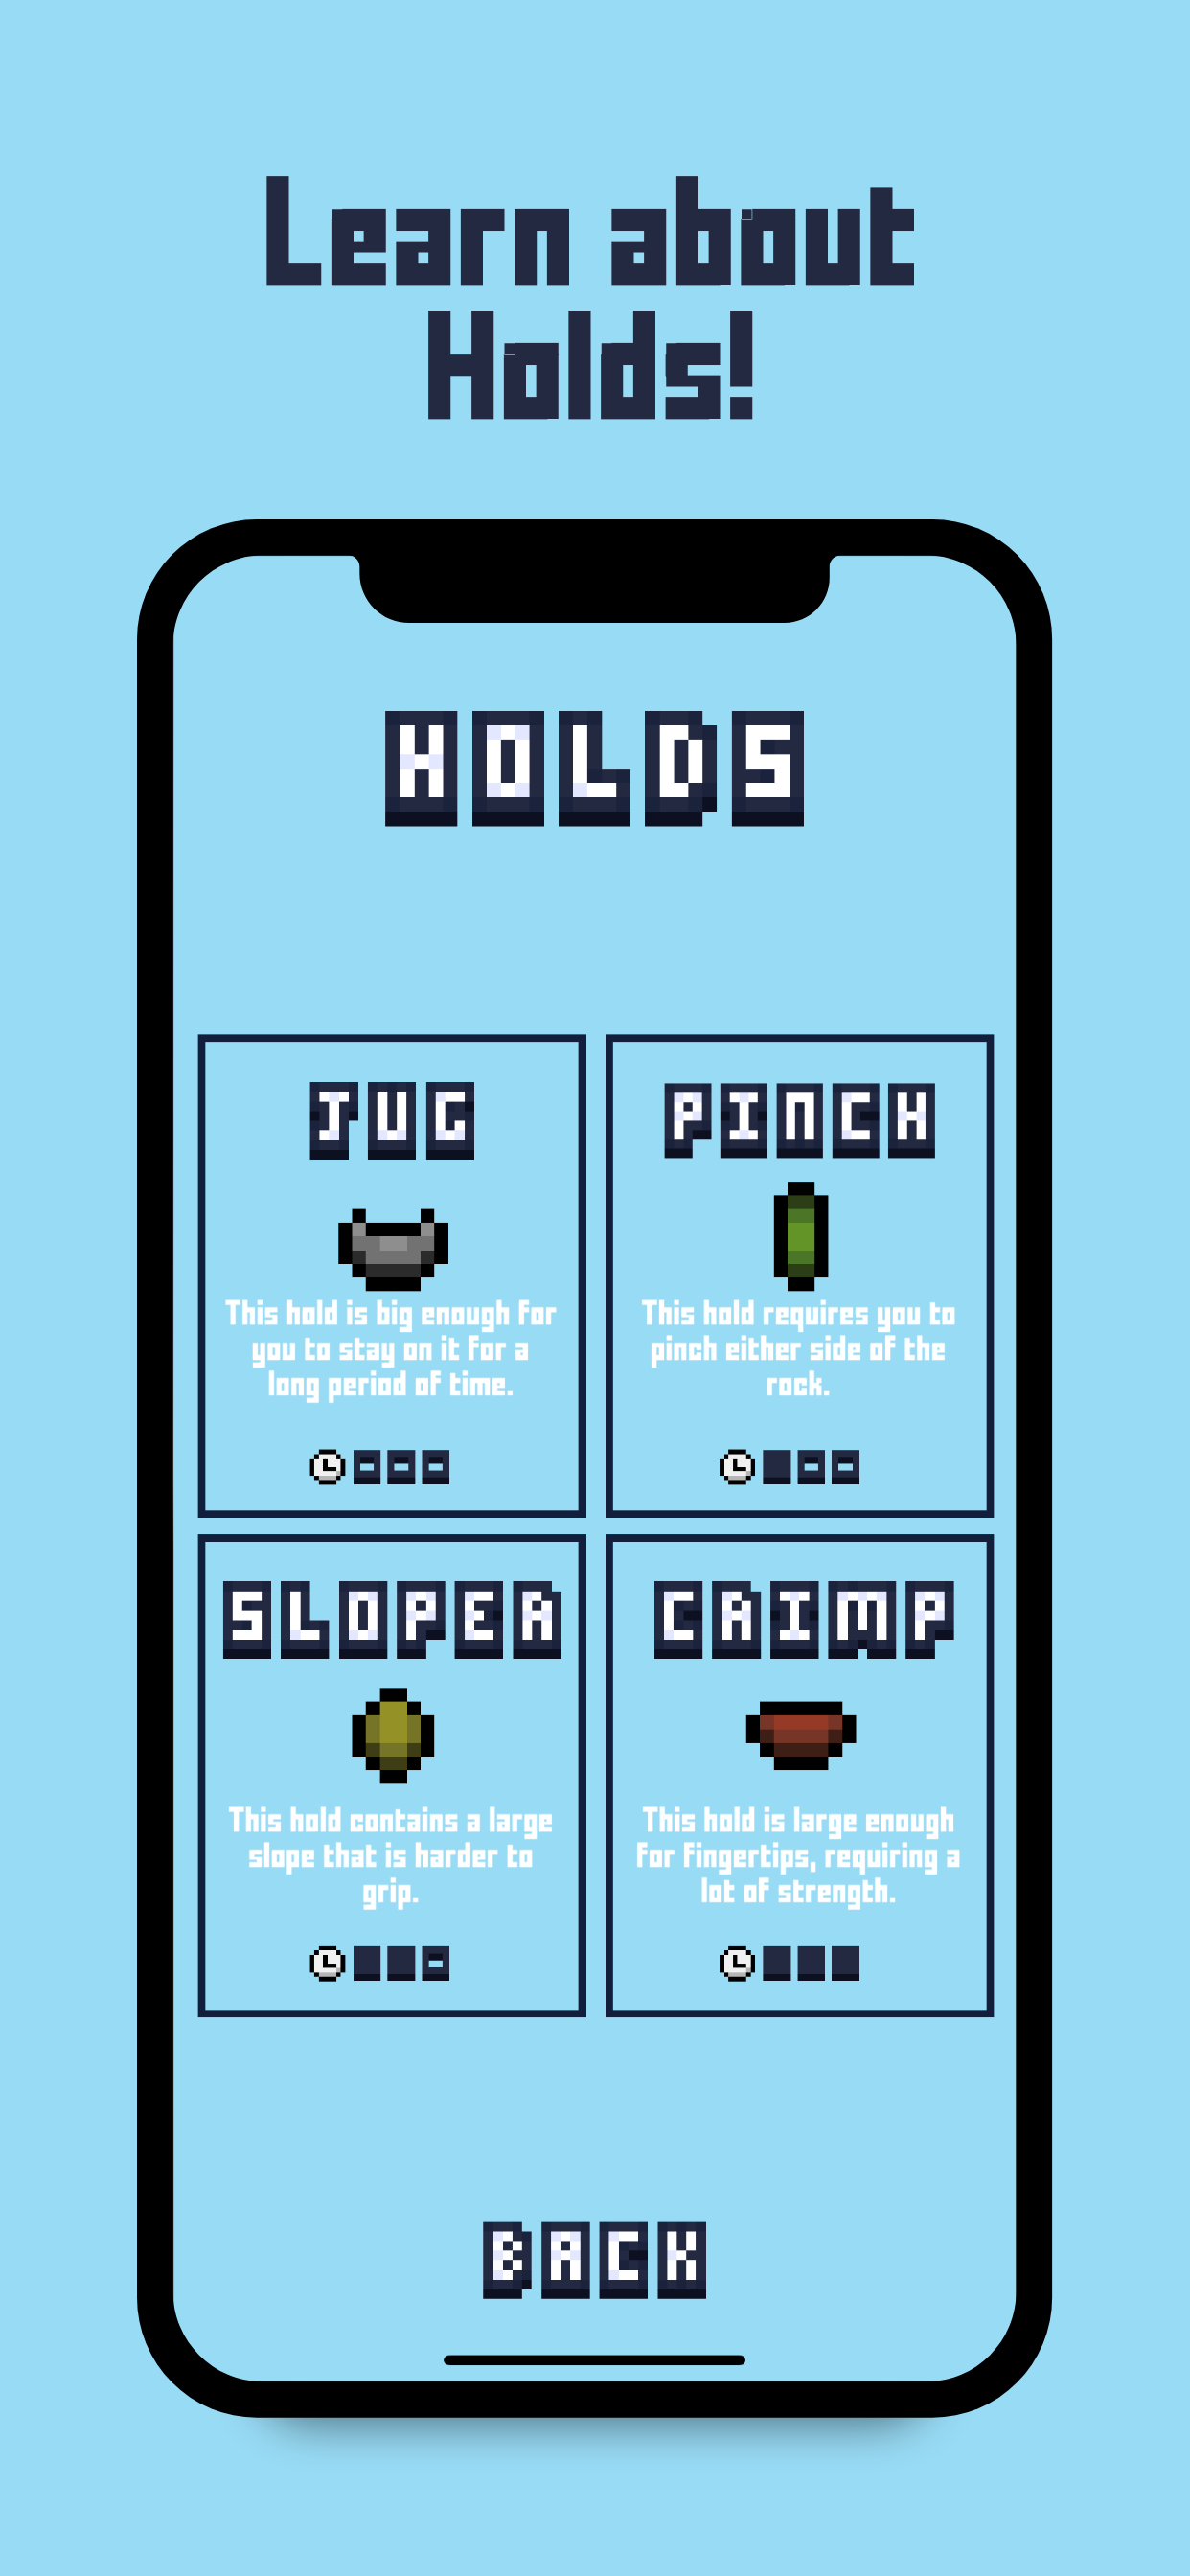 Learn about
Holds!
HOLDS
JUG
This hold is big enough for
you to stay on it for a
long period of time.
PINCH
This hold requires you to
pinch either side of the
rock.
SLOPER
This hold contains a large
slope that is harder to
grip.
CRIMP
This hold is large enough
for fingertips, requiring a
lot of strength.
BACK